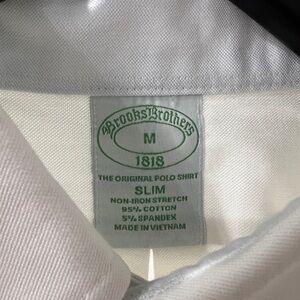 Brooks Brothers
M
1818
THE ORIGINAL POLO SHIRT
SLIM
NON-IRON STRETCH
95% COTTON
5% SPANDEX
MADE IN VIETNAM